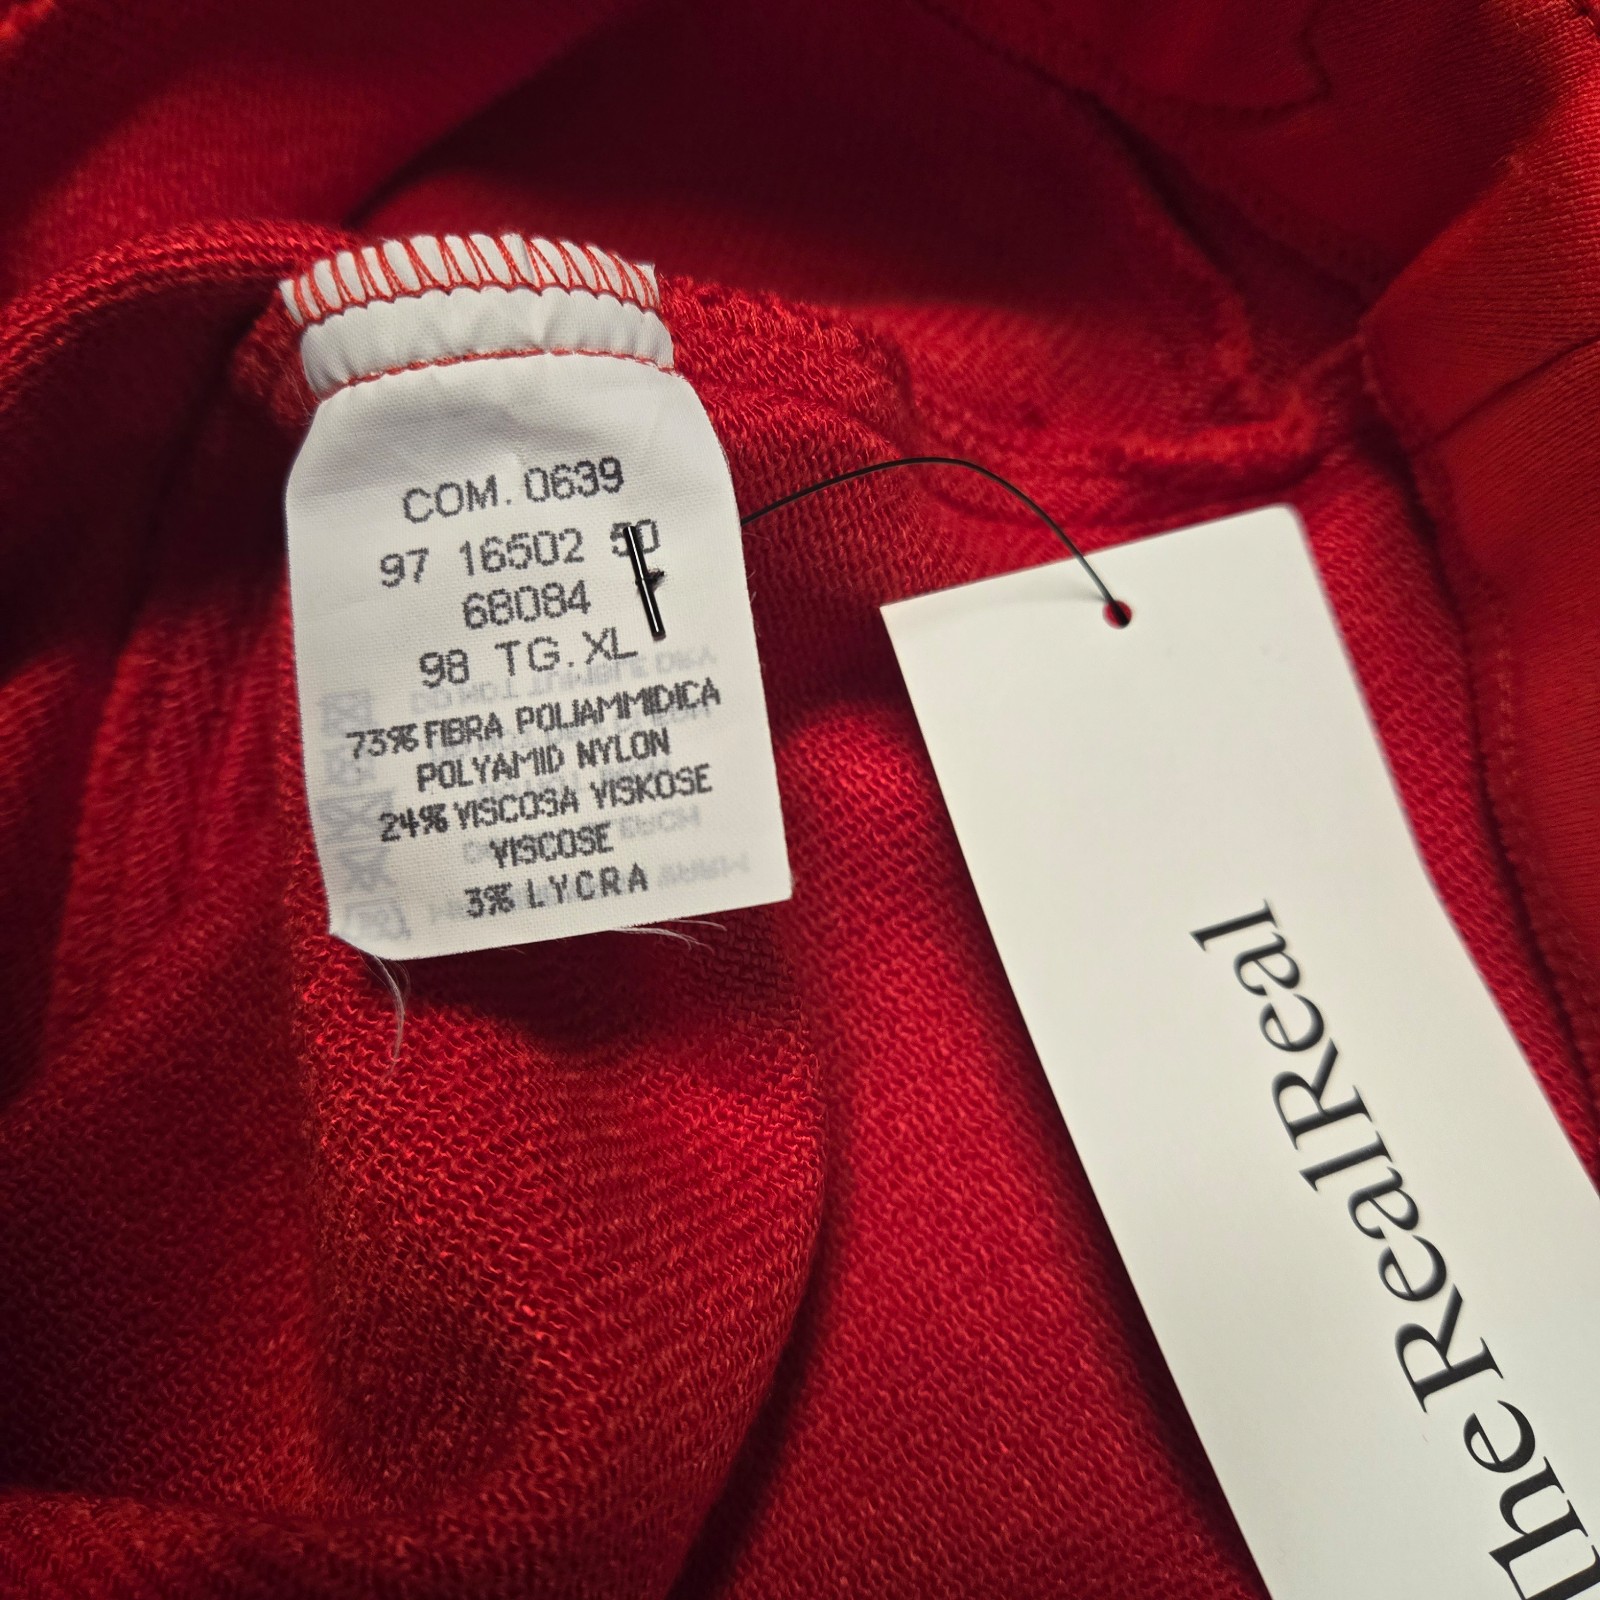 COM. 0639
97 16502 50
68084
98 TG. XL
73% FIBRA POLIAMMIDICA
POLYAMID NYLON
24% VISCOSA VISKOSE
VISCOSE
3% LYCRA
TheRealReal